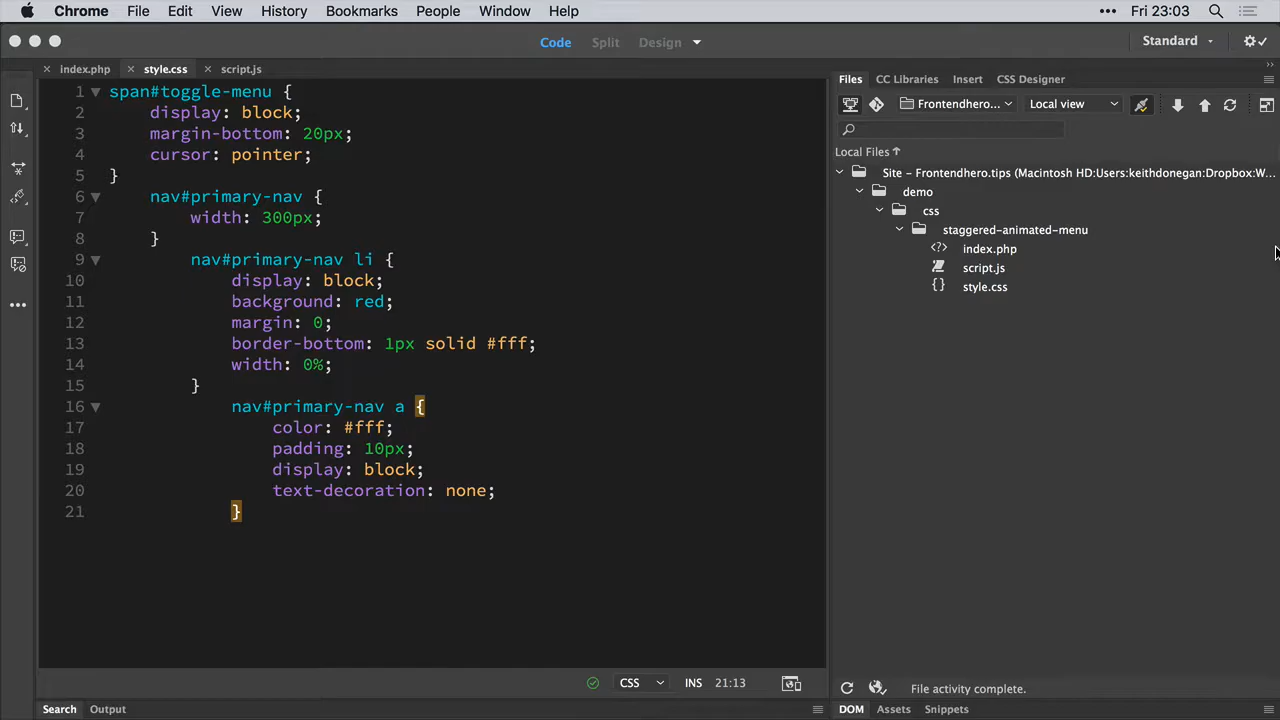 Chrome File Edit View History Bookmarks People Window Help ••• Fri 23:03
Code Split Design Standard
index.php style.css script.js
Files CC Libraries Insert CSS Designer
Frontendhero... Local view
Local Files ↑
Site – Frontendhero.tips (Macintosh HD:Users:keithdonegan:Dropbox:W...
demo
css
staggered-animated-menu
<?> index.php
script.js
{} style.css
1 span#toggle-menu {
2 display: block;
3 margin-bottom: 20px;
4 cursor: pointer;
5 }
6 nav#primary-nav {
7 width: 300px;
8 }
9 nav#primary-nav li {
10 display: block;
11 background: red;
12 margin: 0;
13 border-bottom: 1px solid #fff;
14 width: 0%;
15 }
16 nav#primary-nav a {
17 color: #fff;
18 padding: 10px;
19 display: block;
20 text-decoration: none;
21 }
CSS INS 21:13
File activity complete.
Search Output
DOM Assets Snippets